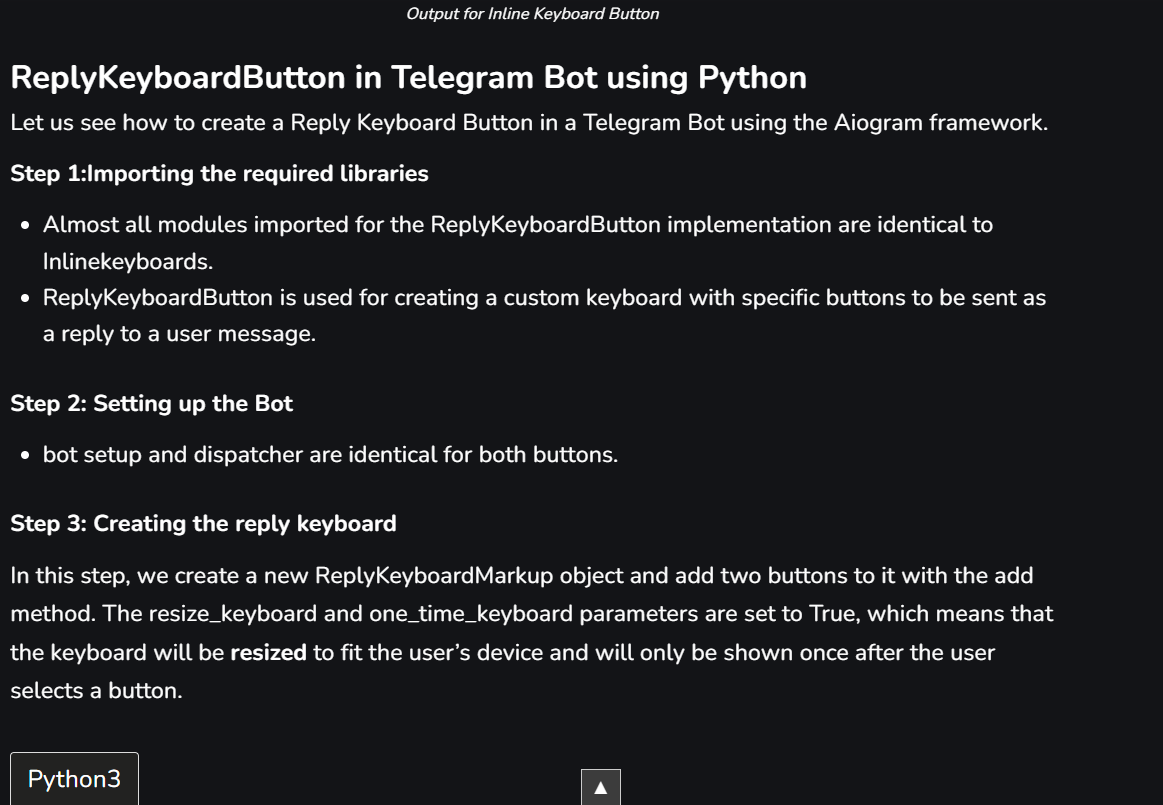 Output for Inline Keyboard Button
ReplyKeyboardButton in Telegram Bot using Python
Let us see how to create a Reply Keyboard Button in a Telegram Bot using the Aiogram framework.
Step 1:Importing the required libraries
• Almost all modules imported for the ReplyKeyboardButton implementation are identical to
Inlinekeyboards.
• ReplyKeyboardButton is used for creating a custom keyboard with specific buttons to be sent as
a reply to a user message.
Step 2: Setting up the Bot
• bot setup and dispatcher are identical for both buttons.
Step 3: Creating the reply keyboard
In this step, we create a new ReplyKeyboardMarkup object and add two buttons to it with the add
method. The resize_keyboard and one_time_keyboard parameters are set to True, which means that
the keyboard will be resized to fit the user’s device and will only be shown once after the user
selects a button.
Python3
▲